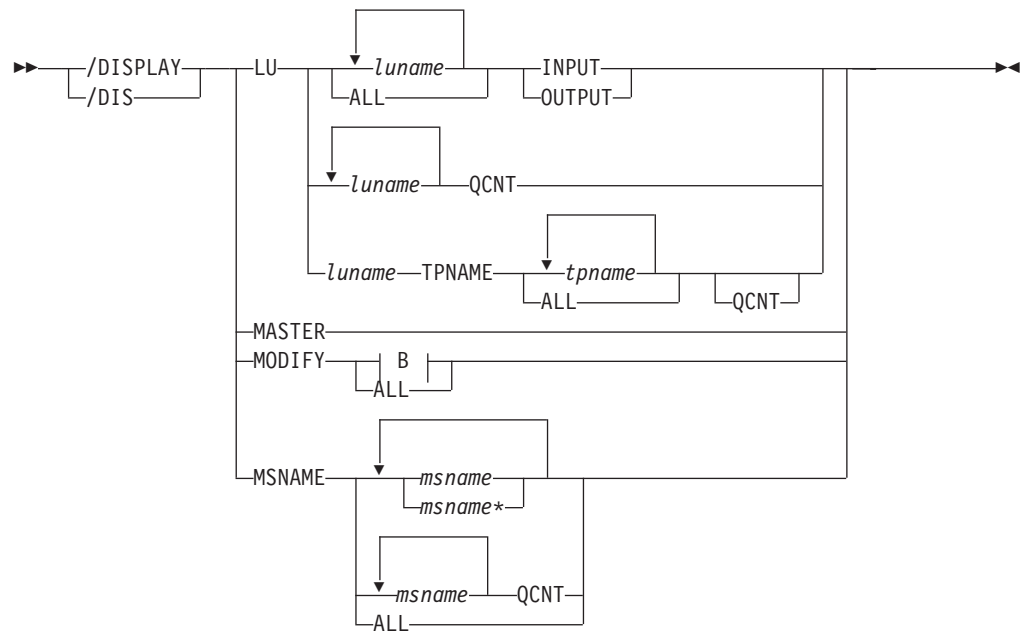 /DISPLAY LU luname INPUT
/DIS ALL OUTPUT
luname QCNT
luname TPNAME tpname
ALL QCNT
MASTER
MODIFY B
ALL
MSNAME msname
msname*
msname QCNT
ALL